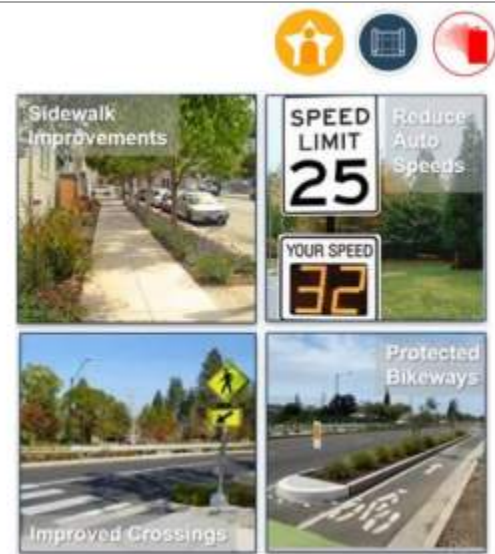 Sidewalk
Improvements
SPEED
LIMIT
25
YOUR SPEED
32
Reduce
Auto
Speeds
Improved Crossings
Protected
Bikeways